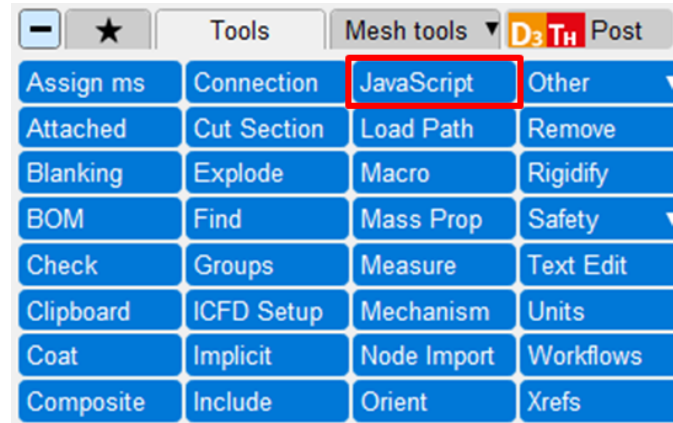 − ★ Tools Mesh tools ▼ D3 TH Post
Assign ms Connection JavaScript Other
Attached Cut Section Load Path Remove
Blanking Explode Macro Rigidify
BOM Find Mass Prop Safety
Check Groups Measure Text Edit
Clipboard ICFD Setup Mechanism Units
Coat Implicit Node Import Workflows
Composite Include Orient Xrefs